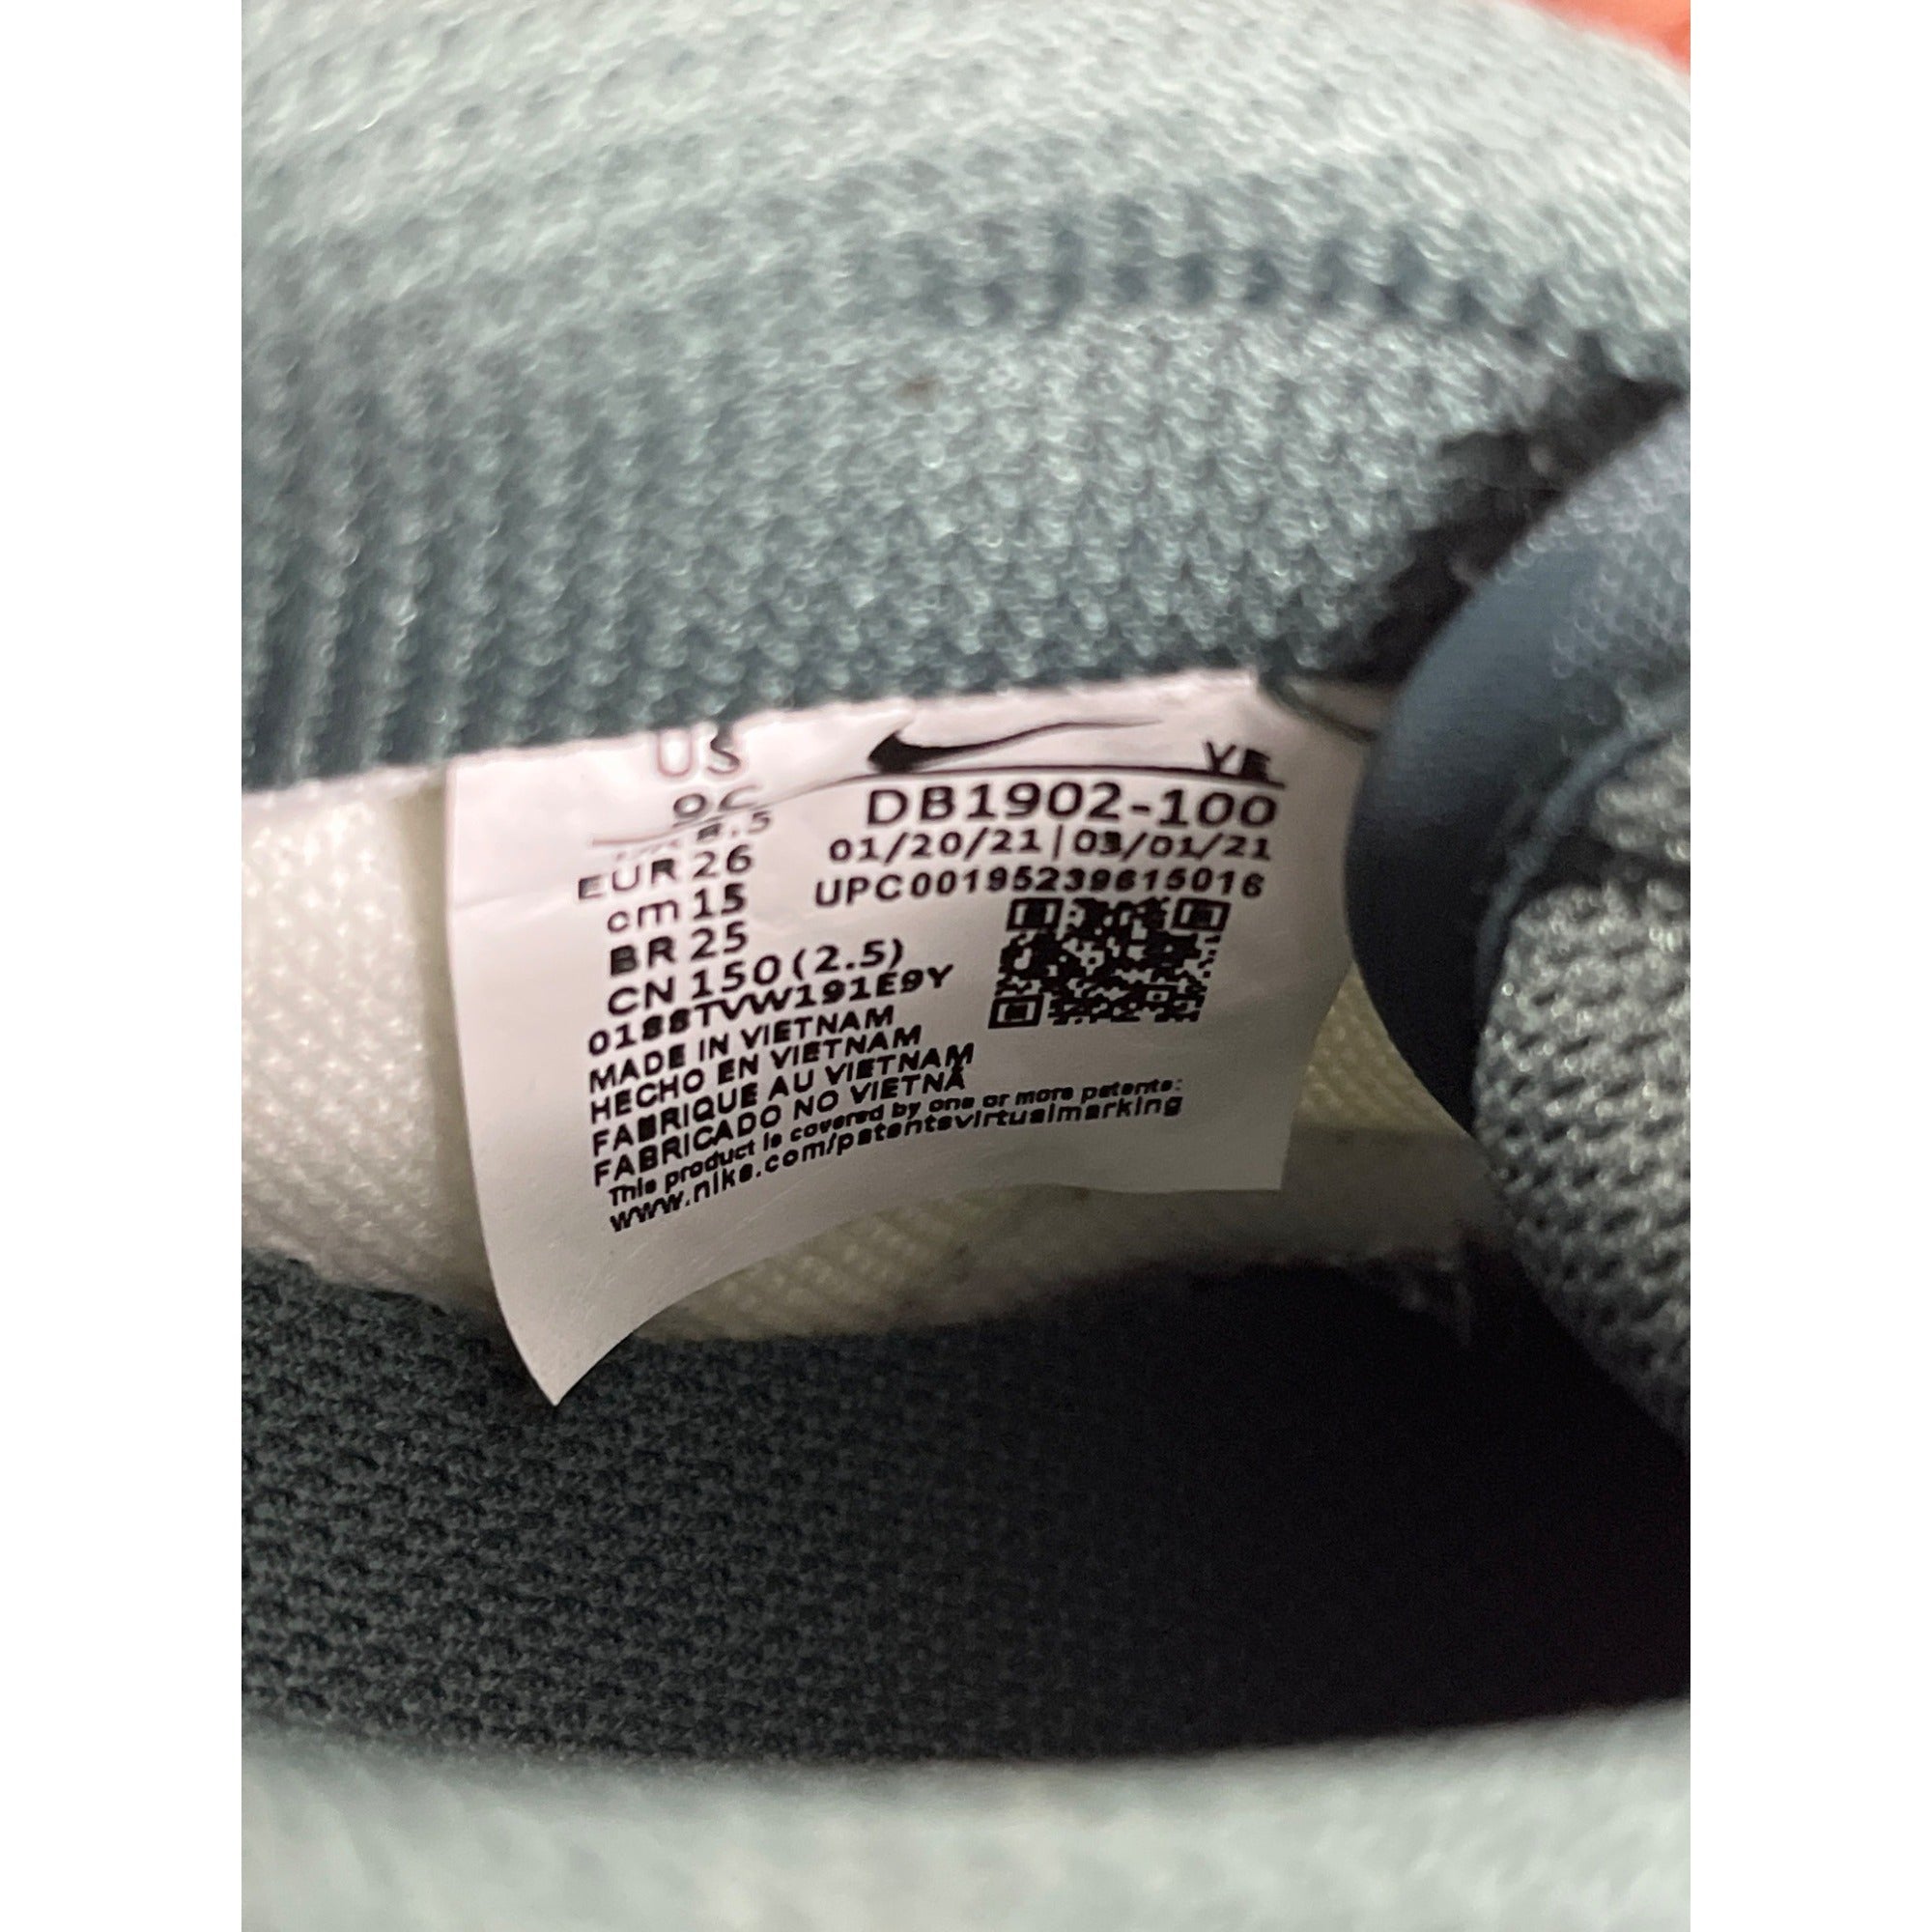 US
9C
8.5
EUR 26
cm 15
BR 25
CN 150 (2.5)
DB1902-100
01/20/21 | 03/01/21
UPC00195239615016
MADE IN VIETNAM
HECHO EN VIETNAM
FABRIQUE AU VIETNAM
FABRICADO NO VIETNÃ
This product is covered by one or more patents:
www.nike.com/patentsvirtualmarking